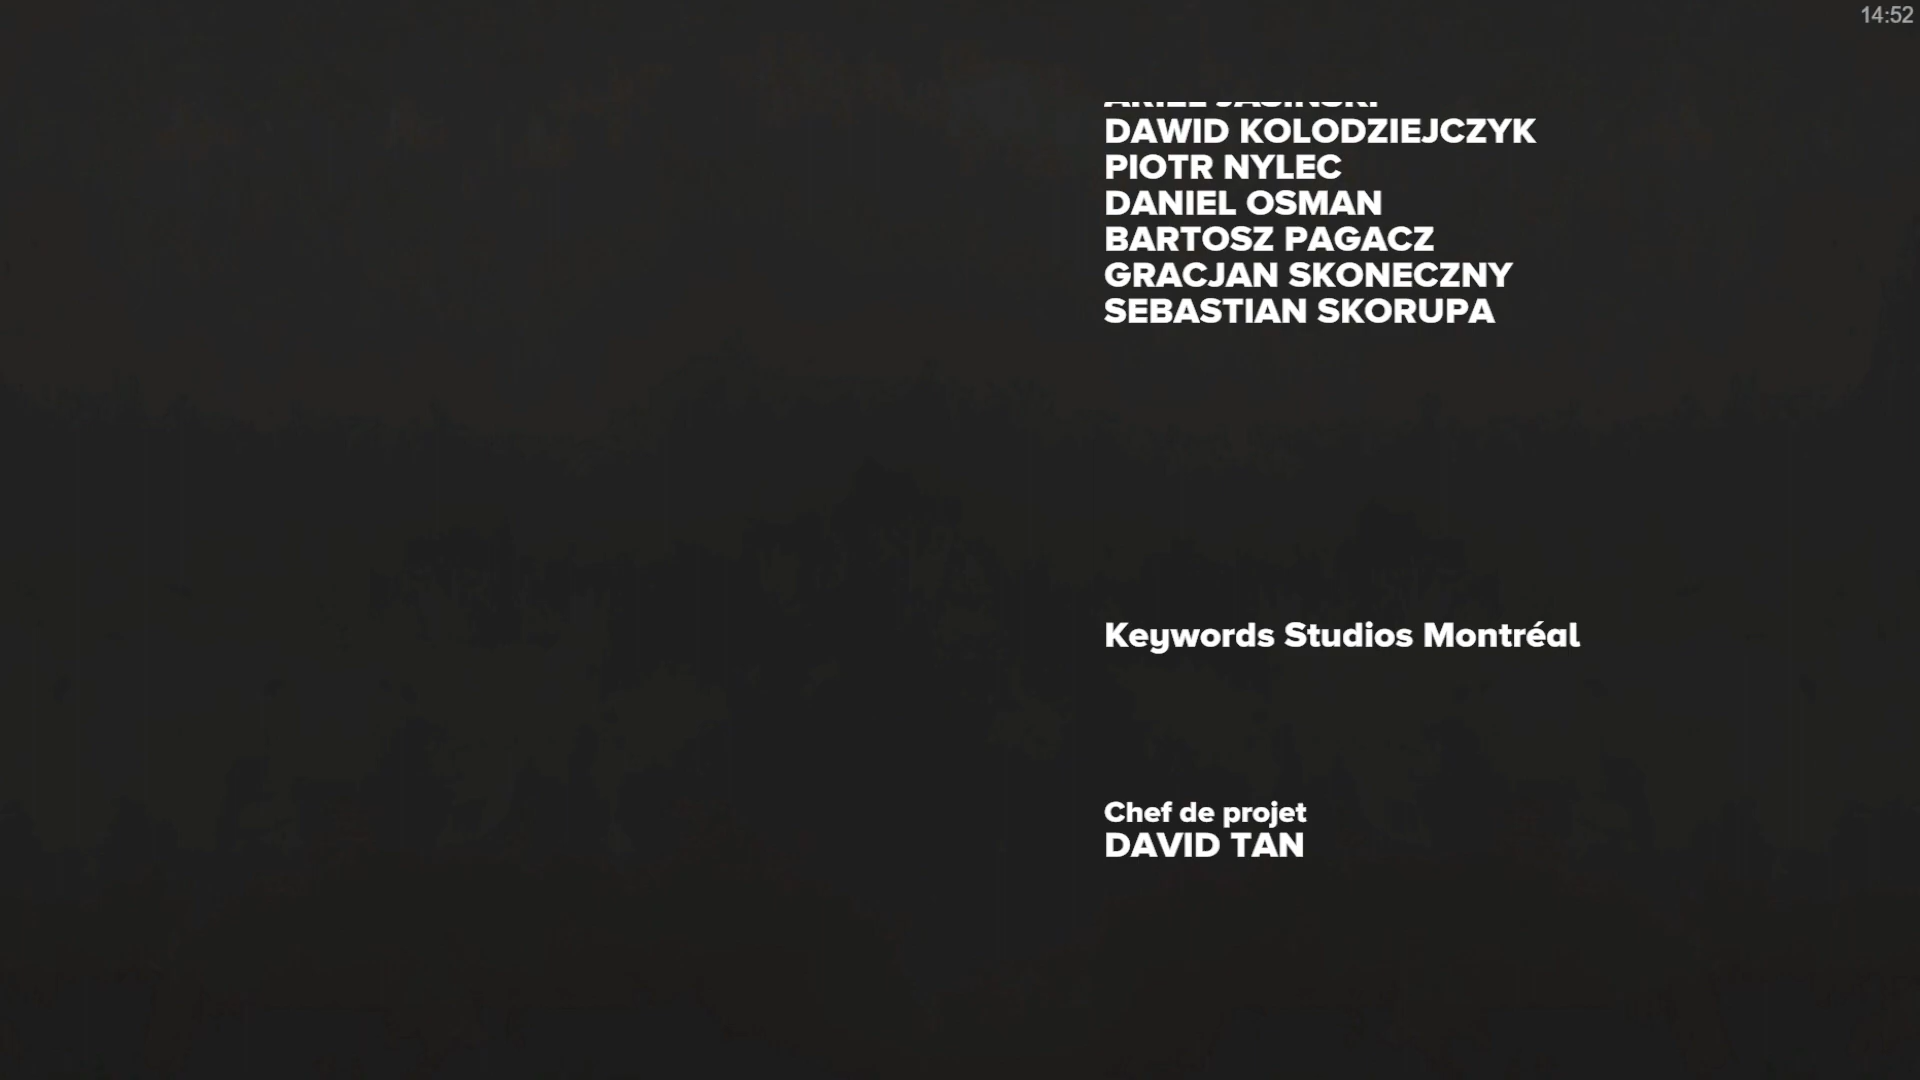 14:52
DAWID KOLODZIEJCZYK
PIOTR NYLEC
DANIEL OSMAN
BARTOSZ PAGACZ
GRACJAN SKONECZNY
SEBASTIAN SKORUPA
Keywords Studios Montréal
Chef de projet
DAVID TAN